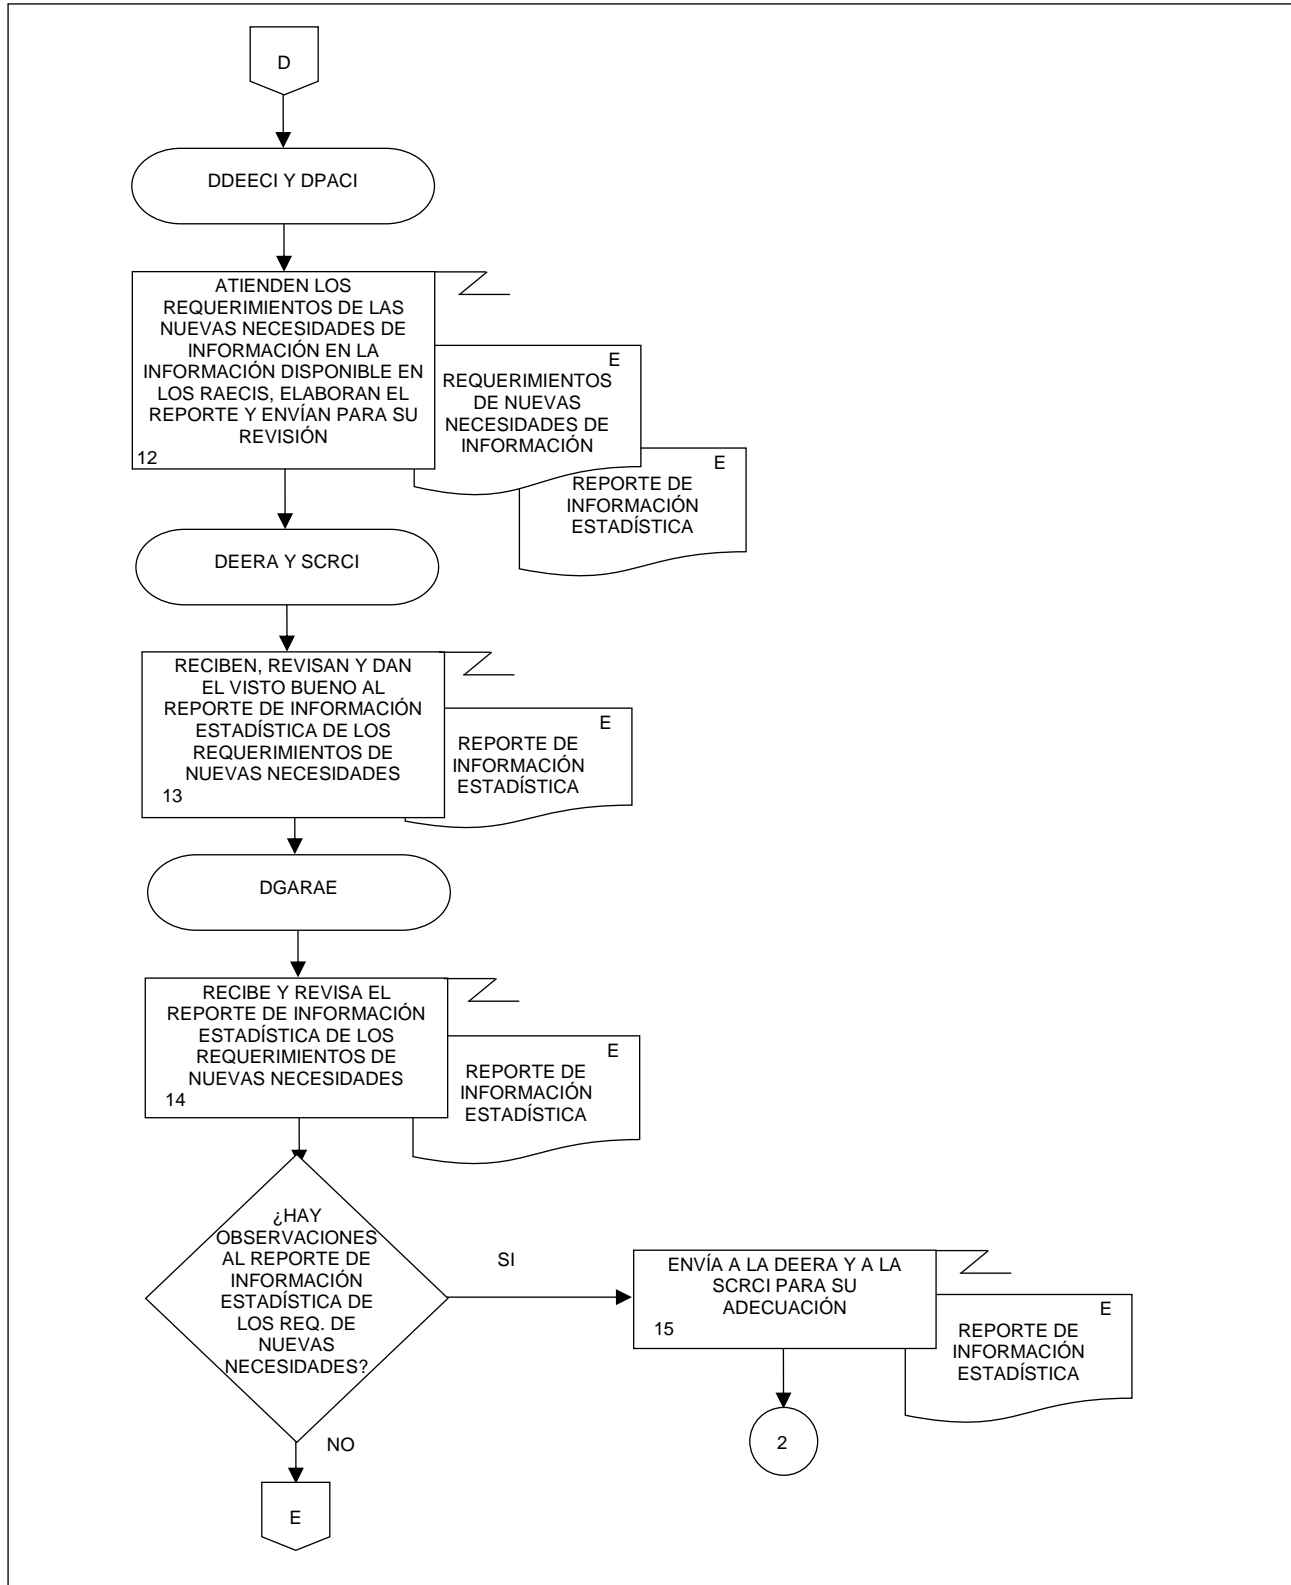 D
DDEECI Y DPACI
ATIENDEN LOS
REQUERIMIENTOS DE LAS
NUEVAS NECESIDADES DE
INFORMACIÓN EN LA
INFORMACIÓN DISPONIBLE EN
LOS RAECIS, ELABORAN EL
REPORTE Y ENVÍAN PARA SU
REVISIÓN
12
E
REQUERIMIENTOS
DE NUEVAS
NECESIDADES DE
INFORMACIÓN
E
REPORTE DE
INFORMACIÓN
ESTADÍSTICA
DEERA Y SCRCI
RECIBEN, REVISAN Y DAN
EL VISTO BUENO AL
REPORTE DE INFORMACIÓN
ESTADÍSTICA DE LOS
REQUERIMIENTOS DE
NUEVAS NECESIDADES
13
E
REPORTE DE
INFORMACIÓN
ESTADÍSTICA
DGARAE
RECIBE Y REVISA EL
REPORTE DE INFORMACIÓN
ESTADÍSTICA DE LOS
REQUERIMIENTOS DE
NUEVAS NECESIDADES
14
E
REPORTE DE
INFORMACIÓN
ESTADÍSTICA
¿HAY
OBSERVACIONES
AL REPORTE DE
INFORMACIÓN
ESTADÍSTICA DE
LOS REQ. DE
NUEVAS
NECESIDADES?
SI
ENVÍA A LA DEERA Y A LA
SCRCI PARA SU
ADECUACIÓN
15
E
REPORTE DE
INFORMACIÓN
ESTADÍSTICA
2
NO
E